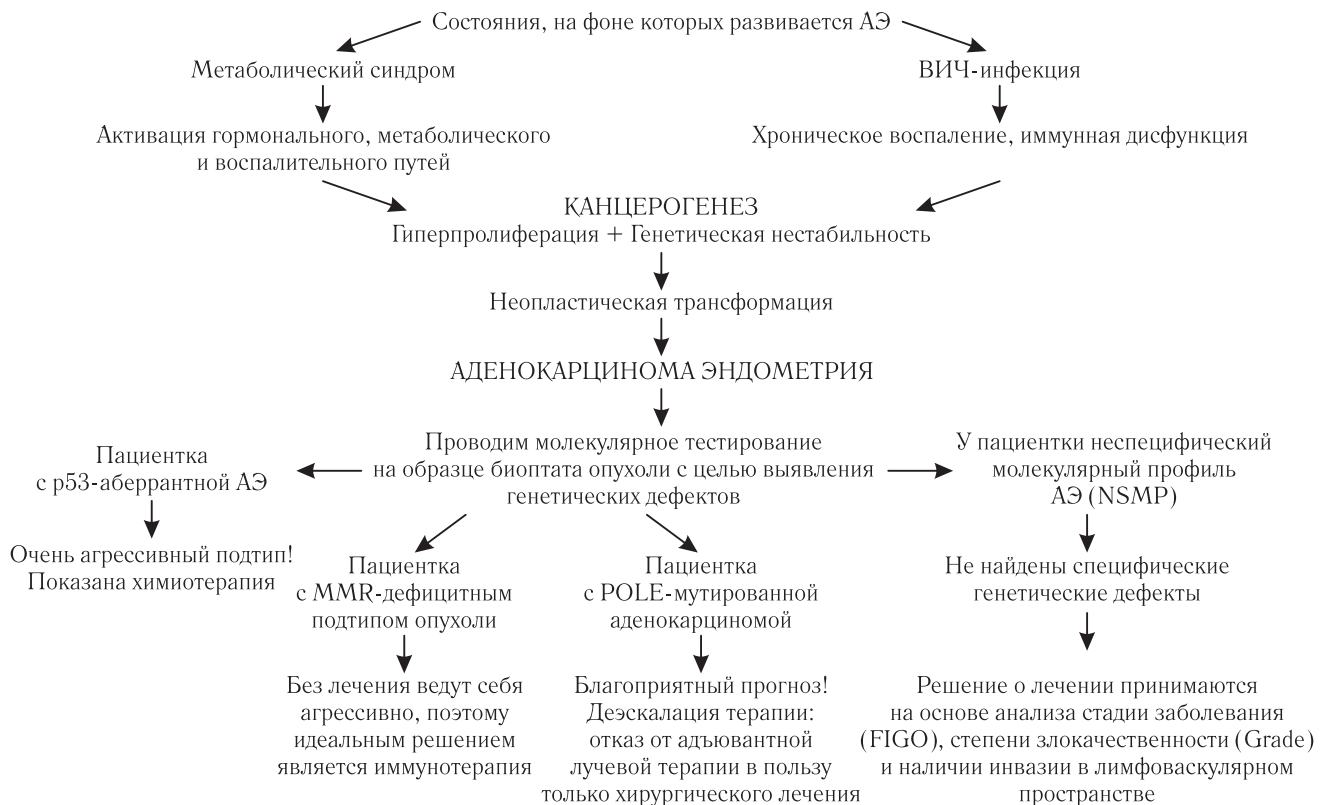 Состояния, на фоне которых развивается АЭ
Метаболический синдром
ВИЧ-инфекция
Активация гормонального, метаболического
и воспалительного путей
Хроническое воспаление, иммунная дисфункция
КАНЦЕРОГЕНЕЗ
Гиперпролиферация + Генетическая нестабильность
Неопластическая трансформация
АДЕНОКАРЦИНОМА ЭНДОМЕТРИЯ
Пациентка
с р53-аберрантной АЭ
Проводим молекулярное тестирование
на образце биоптата опухоли с целью выявления
генетических дефектов
У пациентки неспецифический
молекулярный профиль
АЭ (NSMP)
Очень агрессивный подтип!
Показана химиотерапия
Пациентка
с MMR-дефицитным
подтипом опухоли
Пациентка
с POLE-мутированной
аденокарциномой
Не найдены специфические
генетические дефекты
Без лечения ведут себя
агрессивно, поэтому
идеальным решением
является иммунотерапия
Благоприятный прогноз!
Деэскалация терапии:
отказ от адъювантной
лучевой терапии в пользу
только хирургического лечения
Решение о лечении принимаются
на основе анализа стадии заболевания
(FIGO), степени злокачественности (Grade)
и наличии инвазии в лимфоваскулярном
пространстве